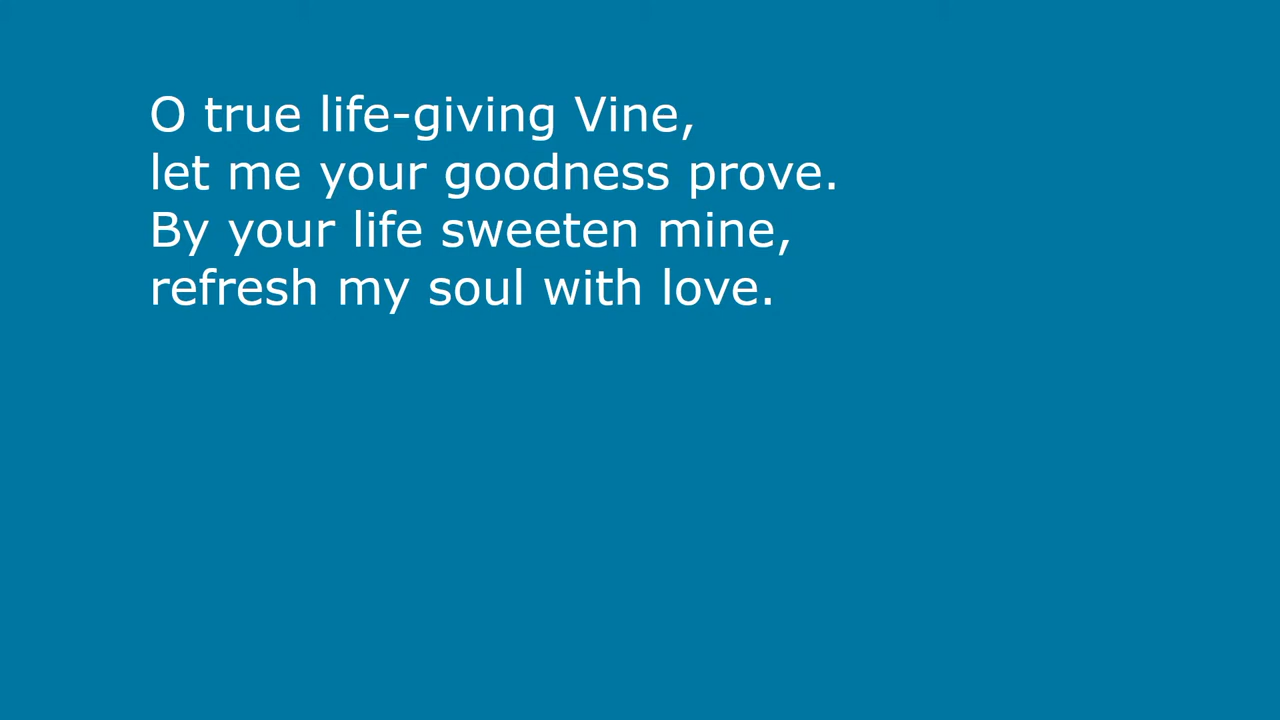 O true life-giving Vine,
let me your goodness prove.
By your life sweeten mine,
refresh my soul with love.